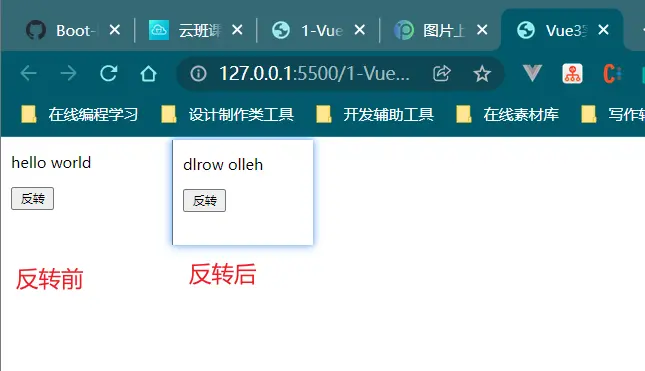 Boot-
云班课
1-Vue
图片上
Vue3
127.0.0.1:5500/1-Vue...
在线编程学习
设计制作类工具
开发辅助工具
在线素材库
写作软
hello world
dlrow olleh
反转
反转
反转前
反转后